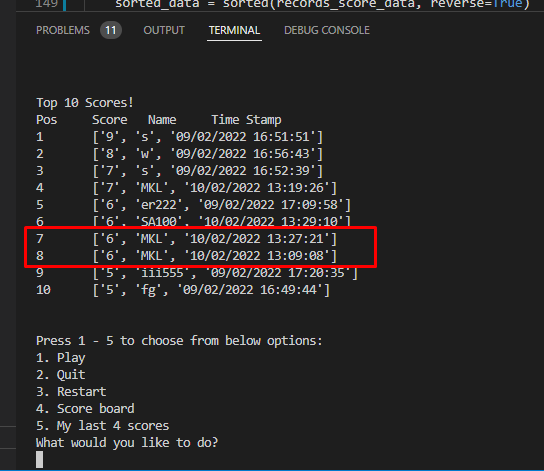 149 sorted_data = sorted(records_score_data, reverse=True)
PROBLEMS 11 OUTPUT TERMINAL DEBUG CONSOLE
Top 10 Scores!
Pos Score Name Time Stamp
1 ['9', 's', '09/02/2022 16:51:51']
2 ['8', 'w', '09/02/2022 16:56:43']
3 ['7', 's', '09/02/2022 16:52:39']
4 ['7', 'MKL', '10/02/2022 13:19:26']
5 ['6', 'er222', '09/02/2022 17:09:58']
6 ['6', 'SA100', '10/02/2022 13:29:10']
7 ['6', 'MKL', '10/02/2022 13:27:21']
8 ['6', 'MKL', '10/02/2022 13:09:08']
9 ['5', 'iii555', '09/02/2022 17:20:35']
10 ['5', 'fg', '09/02/2022 16:49:44']
Press 1 - 5 to choose from below options:
1. Play
2. Quit
3. Restart
4. Score board
5. My last 4 scores
What would you like to do?